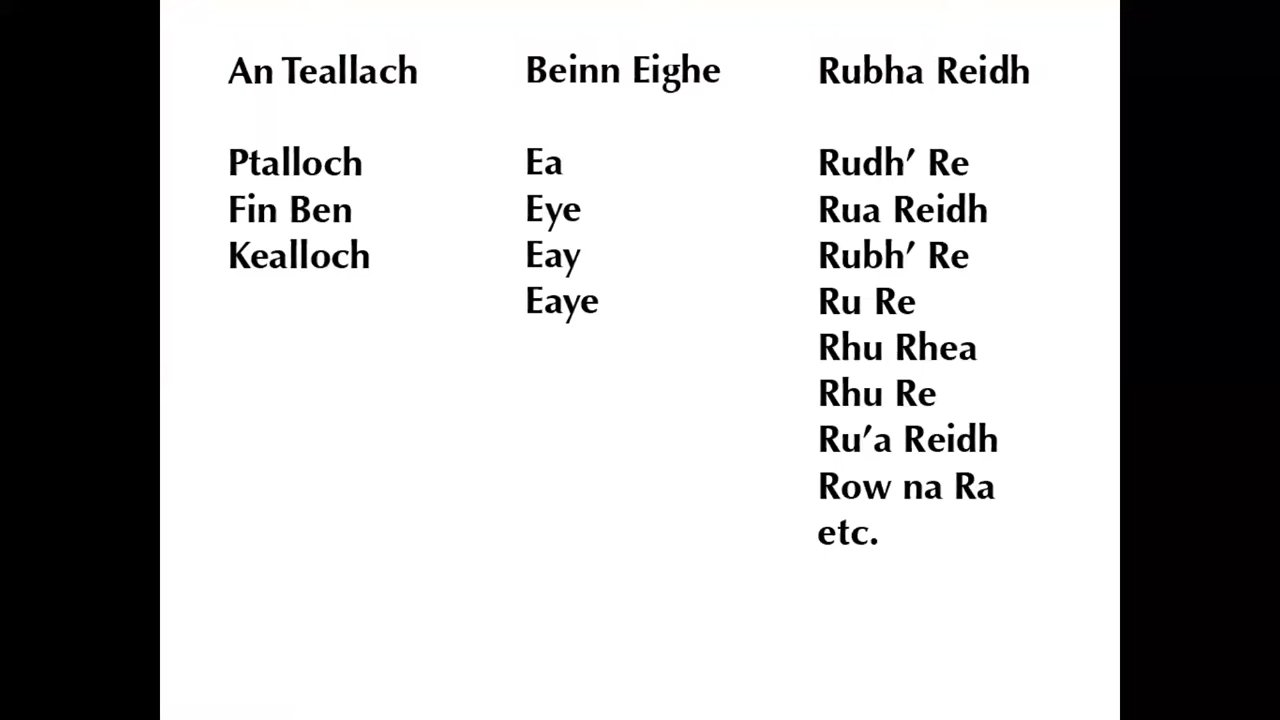 An Teallach
Ptalloch
Fin Ben
Kealloch
Beinn Eighe
Ea
Eye
Eay
Eaye
Rubha Reidh
Rudh’ Re
Rua Reidh
Rubh’ Re
Ru Re
Rhu Rhea
Rhu Re
Ru’a Reidh
Row na Ra
etc.